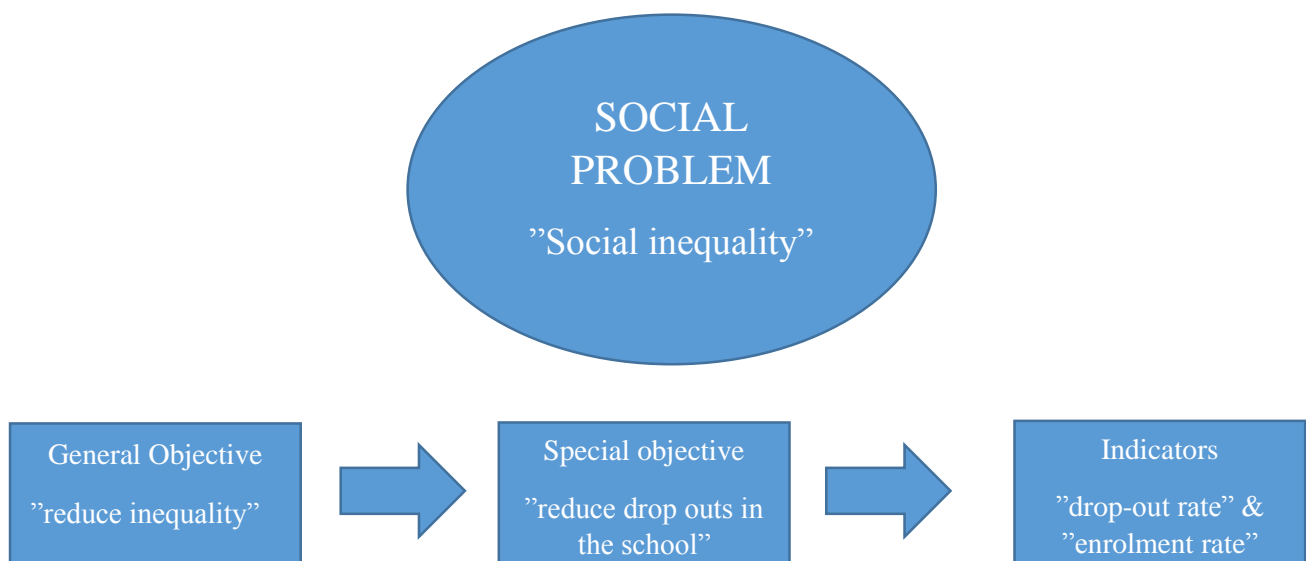 SOCIAL
PROBLEM
”Social inequality”
General Objective
”reduce inequality”
Special objective
”reduce drop outs in
the school”
Indicators
”drop-out rate” &
”enrolment rate”